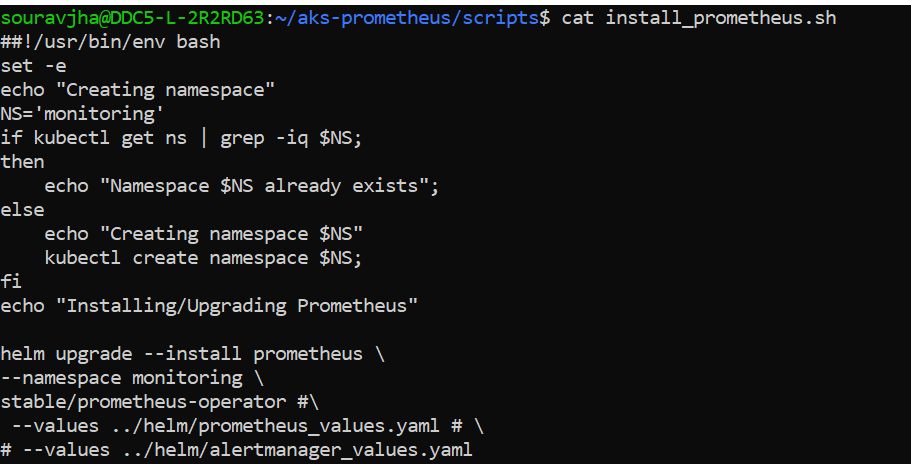 souravjha@DDC5-L-2R2RD63:~/aks-prometheus/scripts$ cat install_prometheus.sh
##!/usr/bin/env bash
set -e
echo "Creating namespace"
NS='monitoring'
if kubectl get ns | grep -iq $NS;
then
    echo "Namespace $NS already exists";
else
    echo "Creating namespace $NS"
    kubectl create namespace $NS;
fi
echo "Installing/Upgrading Prometheus"

helm upgrade --install prometheus \
--namespace monitoring \
stable/prometheus-operator #\
 --values ../helm/prometheus_values.yaml # \
# --values ../helm/alertmanager_values.yaml